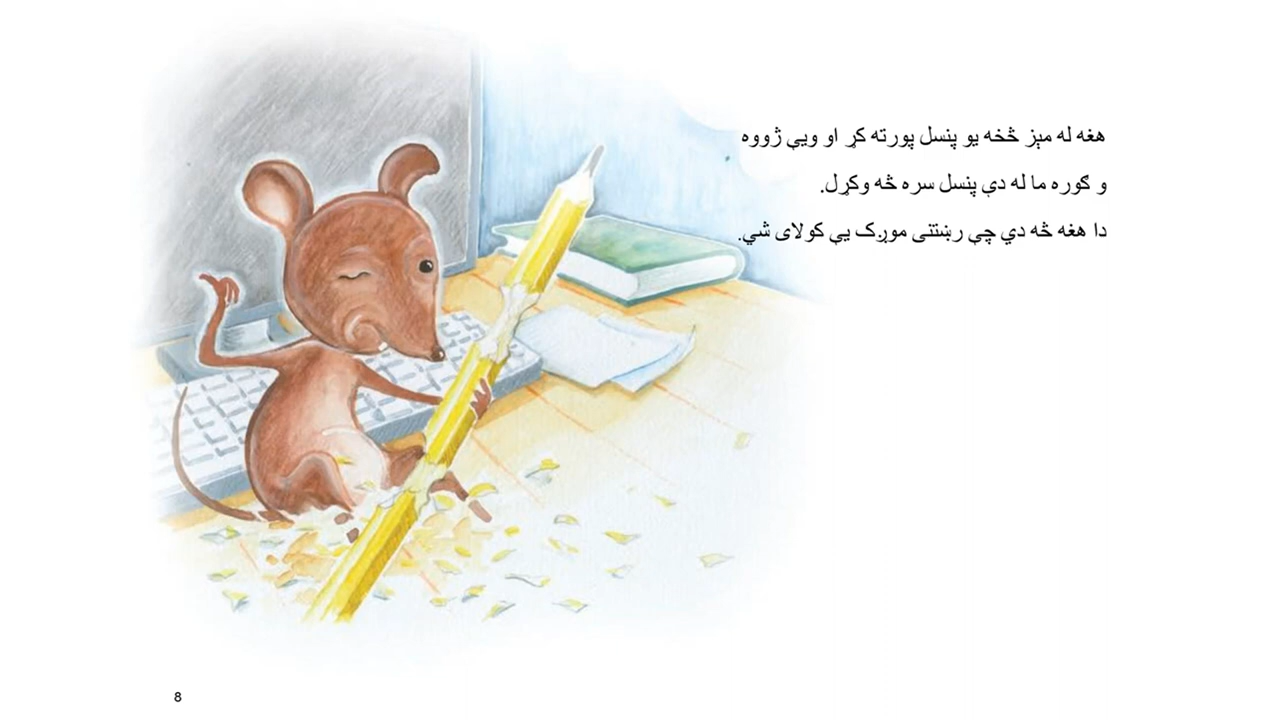 هغه له مېز څخه يو پنسل پورته کړ او ويې ژووه
و ګوره ما له دې پنسل سره څه وکړل.
دا هغه څه دي چې رښتنی موږک يې کولای شي.
8